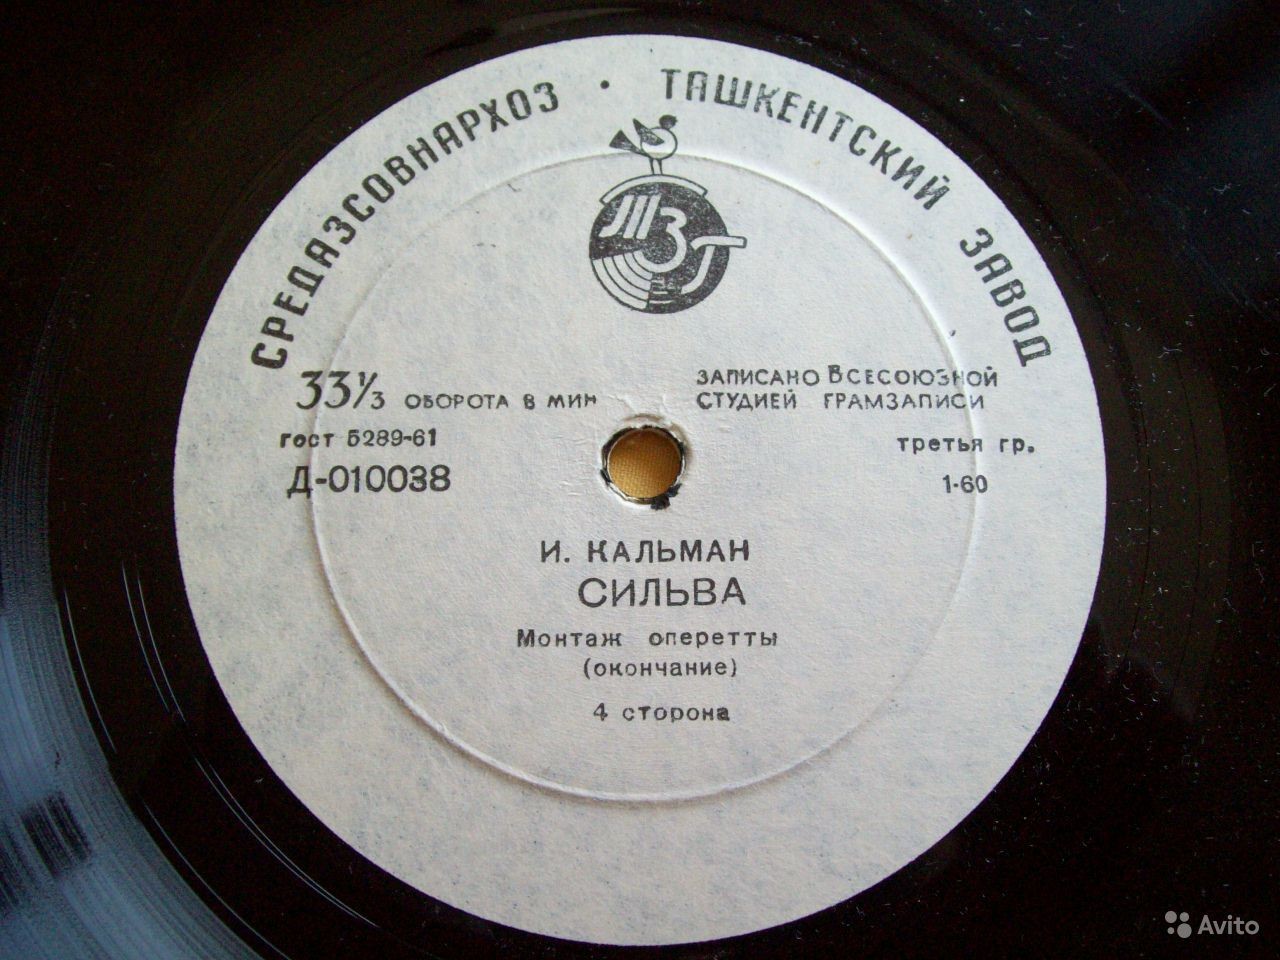 СРЕДАЗСОВНАРХОЗ · ТАШКЕНТСКИЙ ЗАВОД
ТЗГ
33⅓ ОБОРОТА В МИН
ЗАПИСАНО ВСЕСОЮЗНОЙ
СТУДИЕЙ ГРАМЗАПИСИ
гост 5289-61
третья гр.
Д-010038
1-60
И. КАЛЬМАН
СИЛЬВА
Монтаж оперетты
(окончание)
4 сторона
Avito